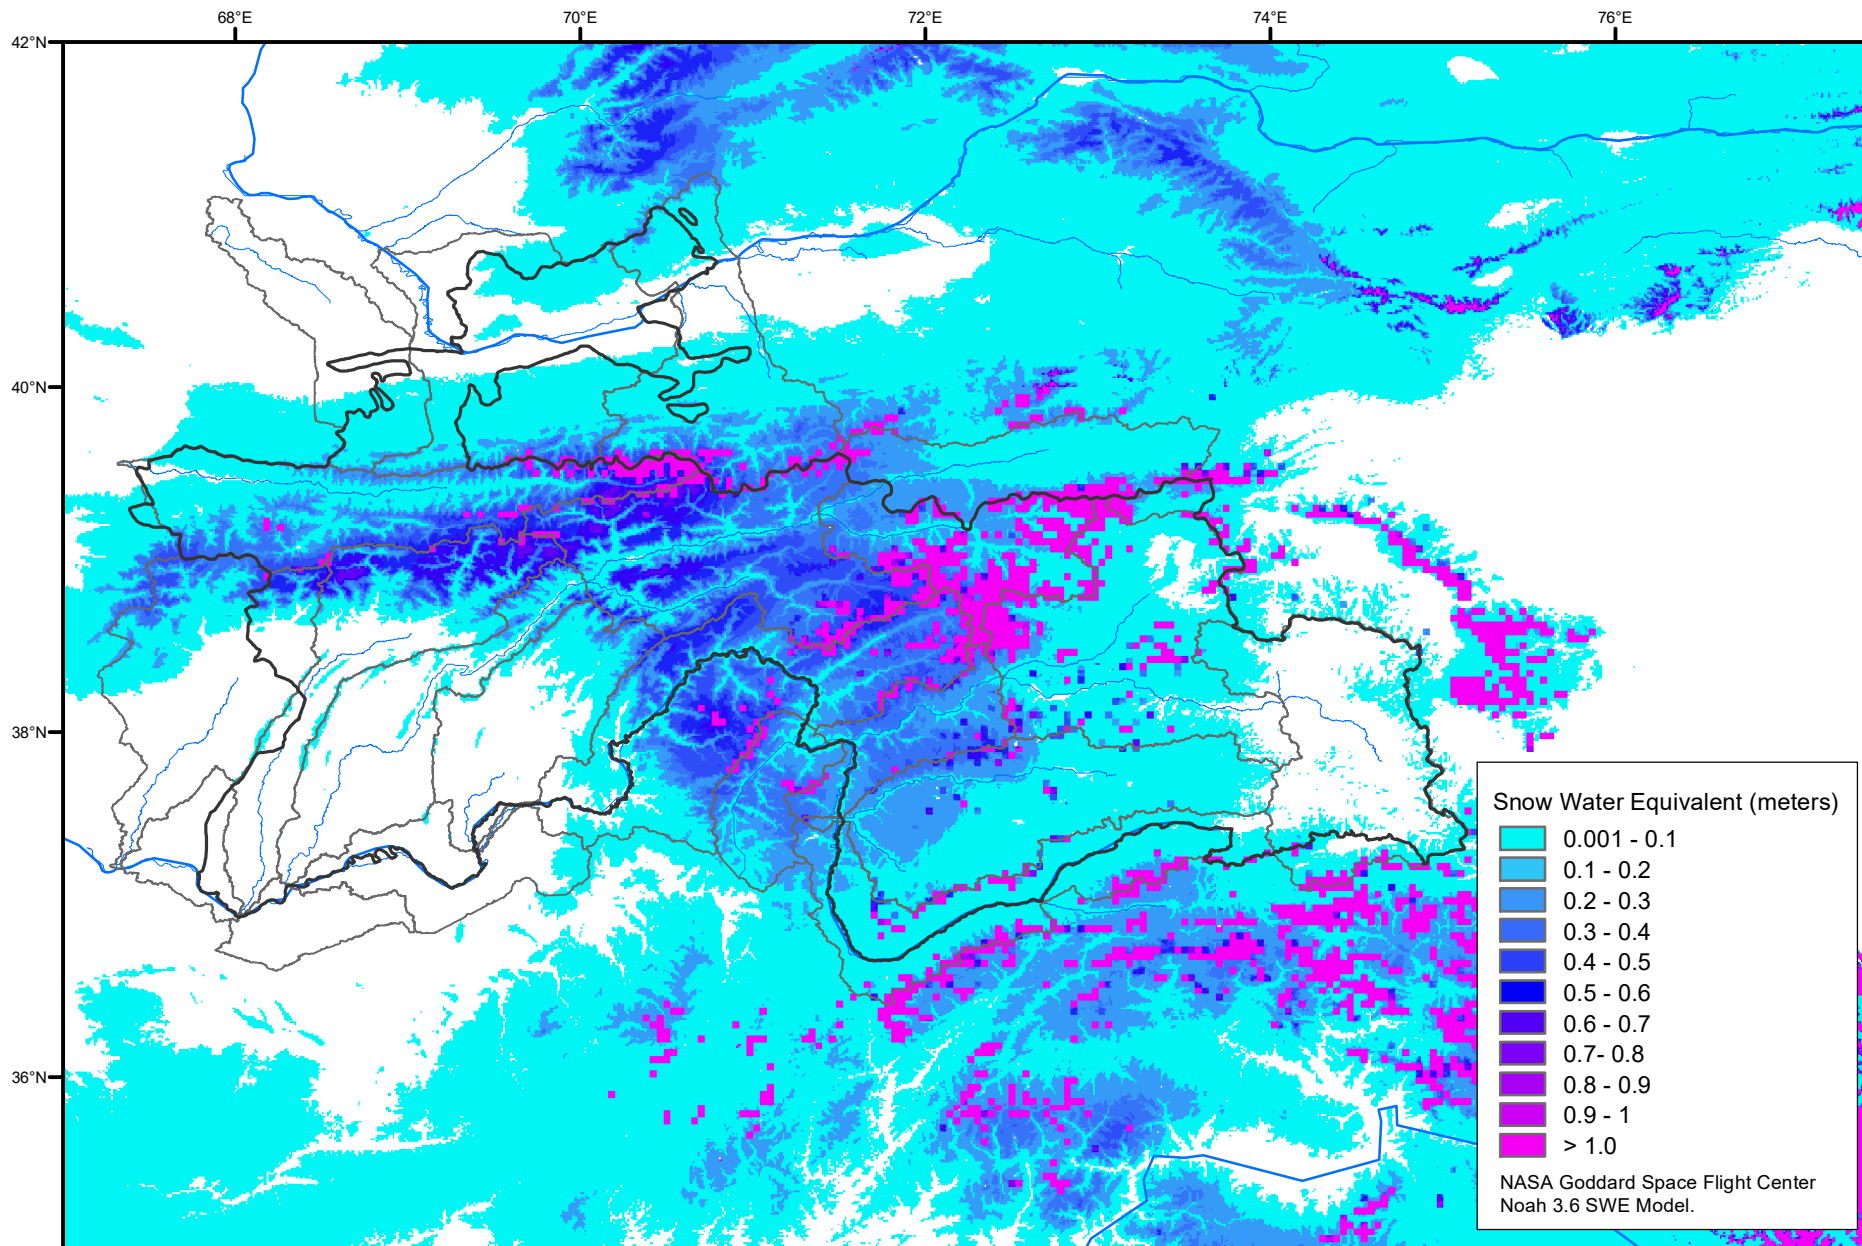 68°E
70°E
72°E
74°E
76°E
42°N
40°N
38°N
36°N
Snow Water Equivalent (meters)
0.001 - 0.1
0.1 - 0.2
0.2 - 0.3
0.3 - 0.4
0.4 - 0.5
0.5 - 0.6
0.6 - 0.7
0.7- 0.8
0.8 - 0.9
0.9 - 1
> 1.0
NASA Goddard Space Flight Center
Noah 3.6 SWE Model.